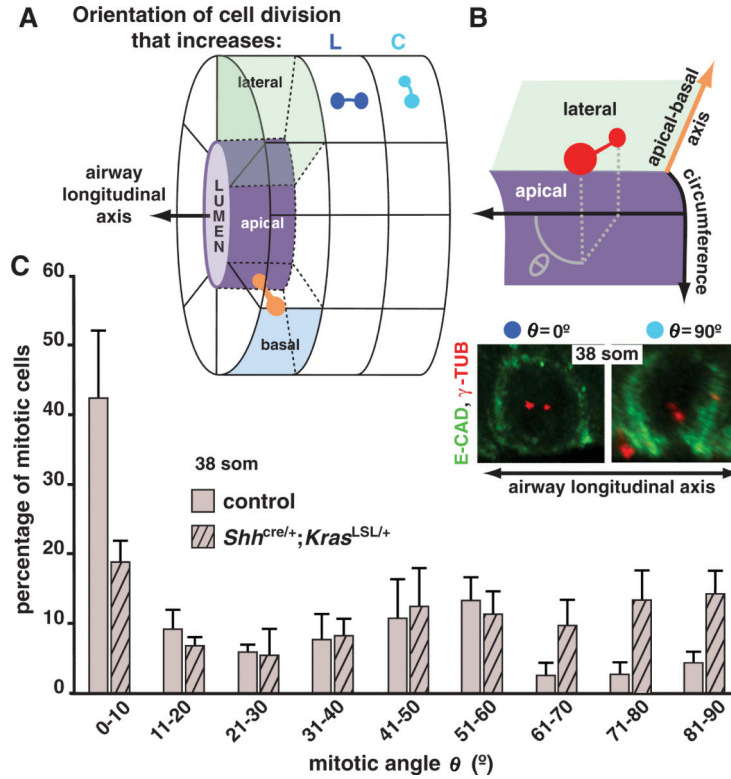 A
Orientation of cell division
that increases: L C
lateral
airway
longitudinal
axis
LUMEN
apical
basal
B
lateral
apical
apical-basal
axis
circumference
θ
θ= 0º
θ= 90º
38 som
E-CAD, γ-TUB
airway longitudinal axis
C
percentage of mitotic cells
60
50
40
30
20
10
0
38 som
control
Shhcre/+;KrasLSL/+
0-10
11-20
21-30
31-40
41-50
51-60
61-70
71-80
81-90
mitotic angle θ (º)